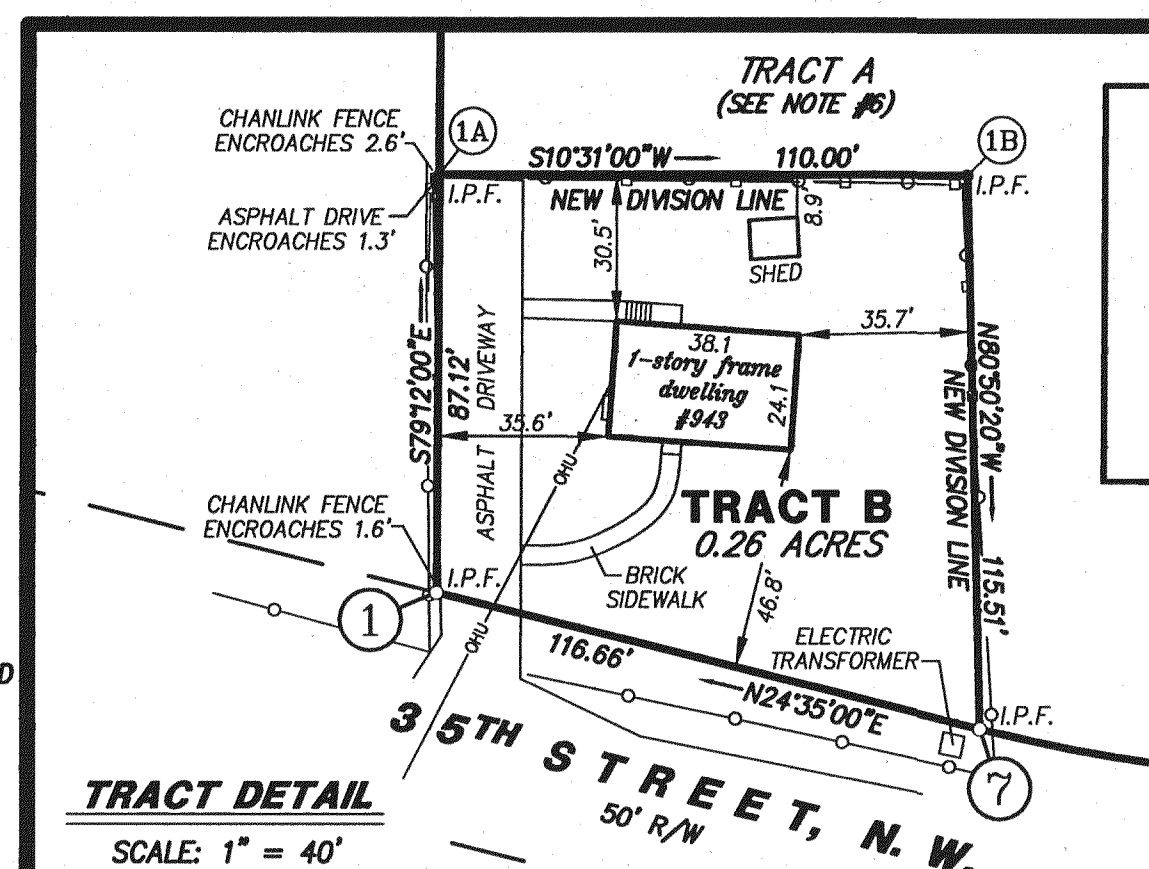 TRACT A
(SEE NOTE #6)
CHANLINK FENCE
ENCROACHES 2.6'
1A
1B
S10°31'00"W
110.00'
I.P.F.
I.P.F.
NEW DIVISION LINE
ASPHALT DRIVE
ENCROACHES 1.3'
30.5'
8.9'
SHED
35.7'
38.1
1-story frame
dwelling
#943
24.1
S79°12'00"E
87.12'
ASPHALT DRIVEWAY
35.6'
OHU
N80°50'20"W
115.51'
NEW DIVISION LINE
TRACT B
0.26 ACRES
CHANLINK FENCE
ENCROACHES 1.6'
I.P.F.
1
BRICK
SIDEWALK
46.8'
ELECTRIC
TRANSFORMER
OHU
116.66'
N24°35'00"E
I.P.F.
7
D
35TH STREET, N.W.
50' R/W
TRACT DETAIL
SCALE: 1" = 40'